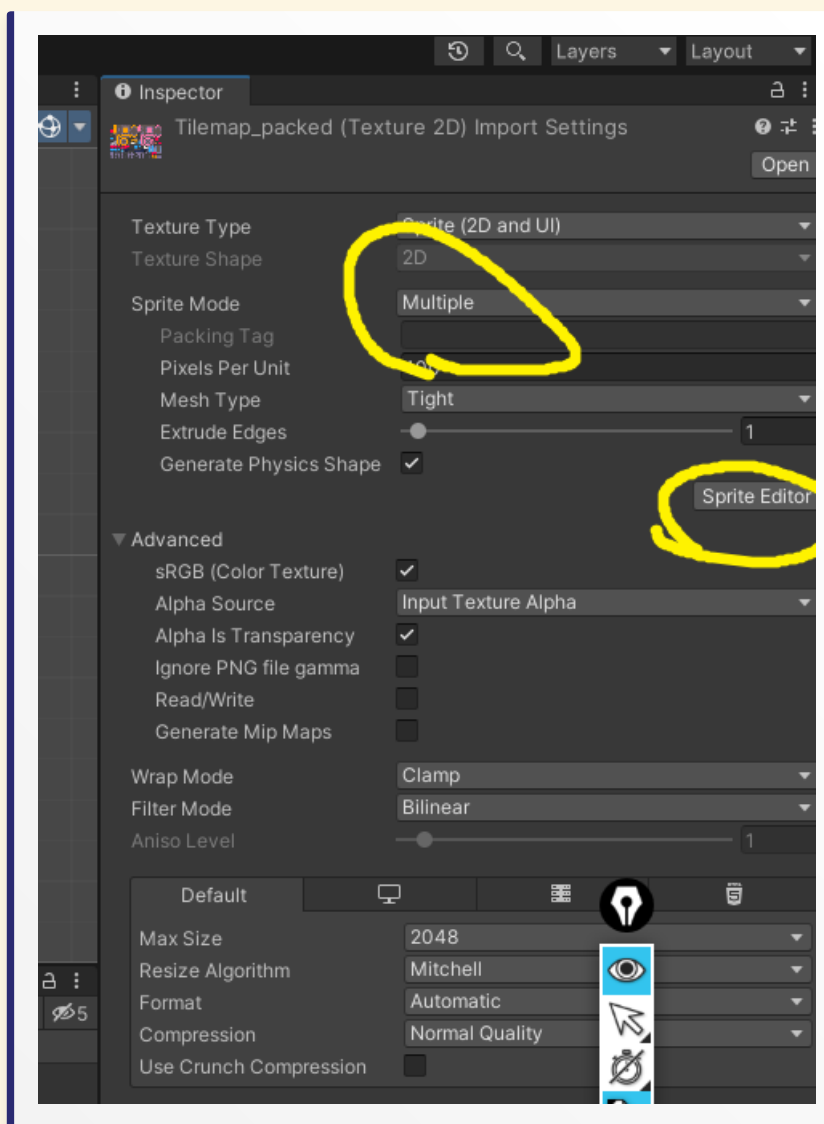 Layers Layout
Inspector
Tilemap_packed (Texture 2D) Import Settings
Open
Texture Type Sprite (2D and UI)
Texture Shape 2D
Sprite Mode Multiple
Packing Tag
Pixels Per Unit 100
Mesh Type Tight
Extrude Edges 1
Generate Physics Shape
Sprite Editor
Advanced
sRGB (Color Texture)
Alpha Source Input Texture Alpha
Alpha Is Transparency
Ignore PNG file gamma
Read/Write
Generate Mip Maps
Wrap Mode Clamp
Filter Mode Bilinear
Aniso Level 1
Default
Max Size 2048
Resize Algorithm Mitchell
Format Automatic
5
Compression Normal Quality
Use Crunch Compression